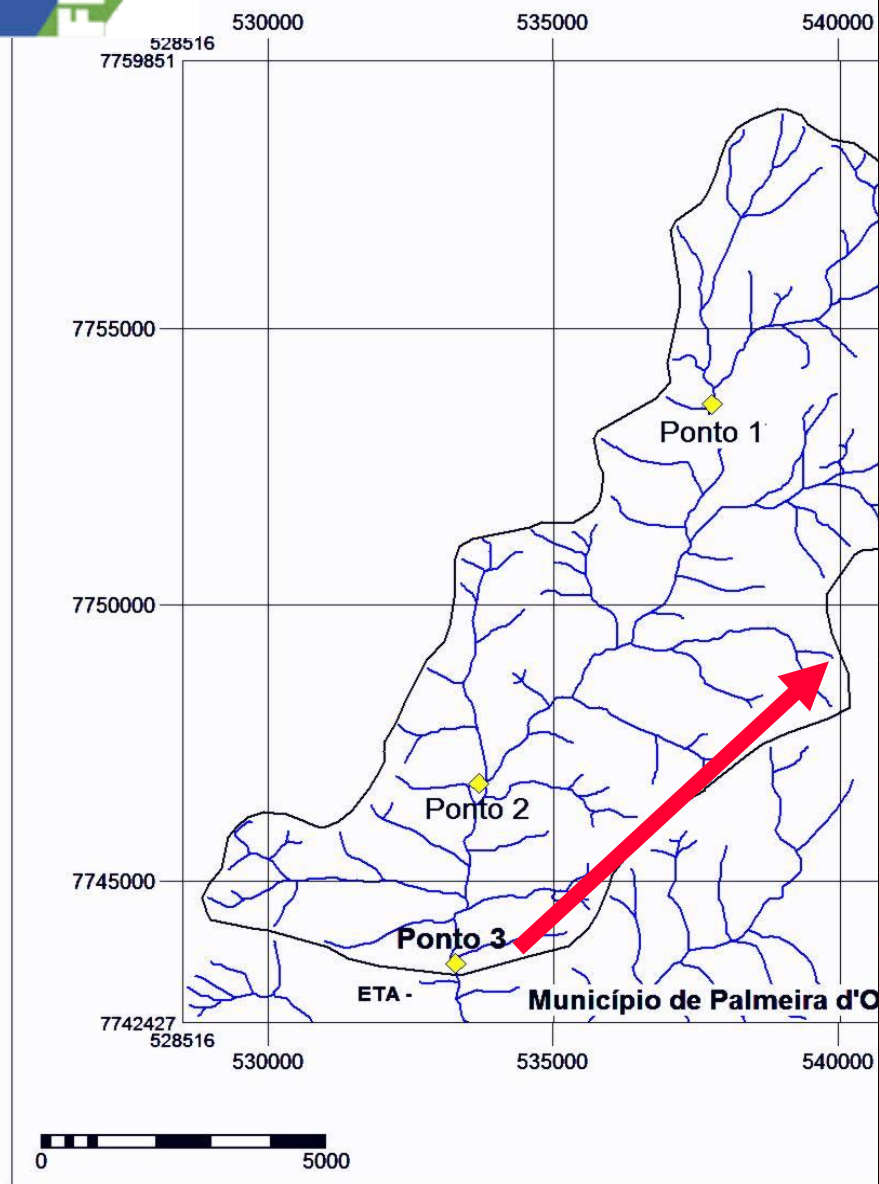 530000 535000 540000
528516
7759851
7755000
Ponto 1
7750000
Ponto 2
7745000
Ponto 3
ETA -
Município de Palmeira d'O
7742427
528516
530000 535000 540000
0 5000